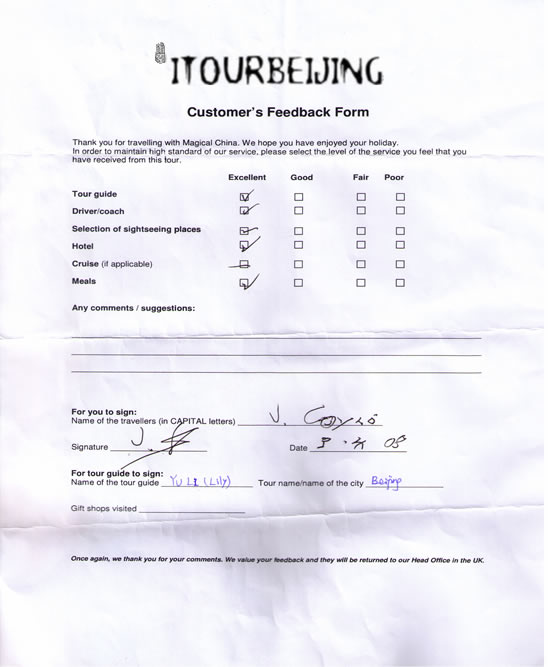 ITOURBEIJING
Customer's Feedback Form
Thank you for travelling with Magical China. We hope you have enjoyed your holiday.
In order to maintain high standard of our service, please select the level of the service you feel that you
have received from this tour.
Excellent Good Fair Poor
Tour guide
Driver/coach
Selection of sightseeing places
Hotel
Cruise (if applicable)
Meals
Any comments / suggestions:
For you to sign:
Name of the travellers (in CAPITAL letters) J.
Signature J.
Date
For tour guide to sign:
Name of the tour guide YU LI (Lily) Tour name/name of the city Beijing
Gift shops visited
Once again, we thank you for your comments. We value your feedback and they will be returned to our Head Office in the UK.